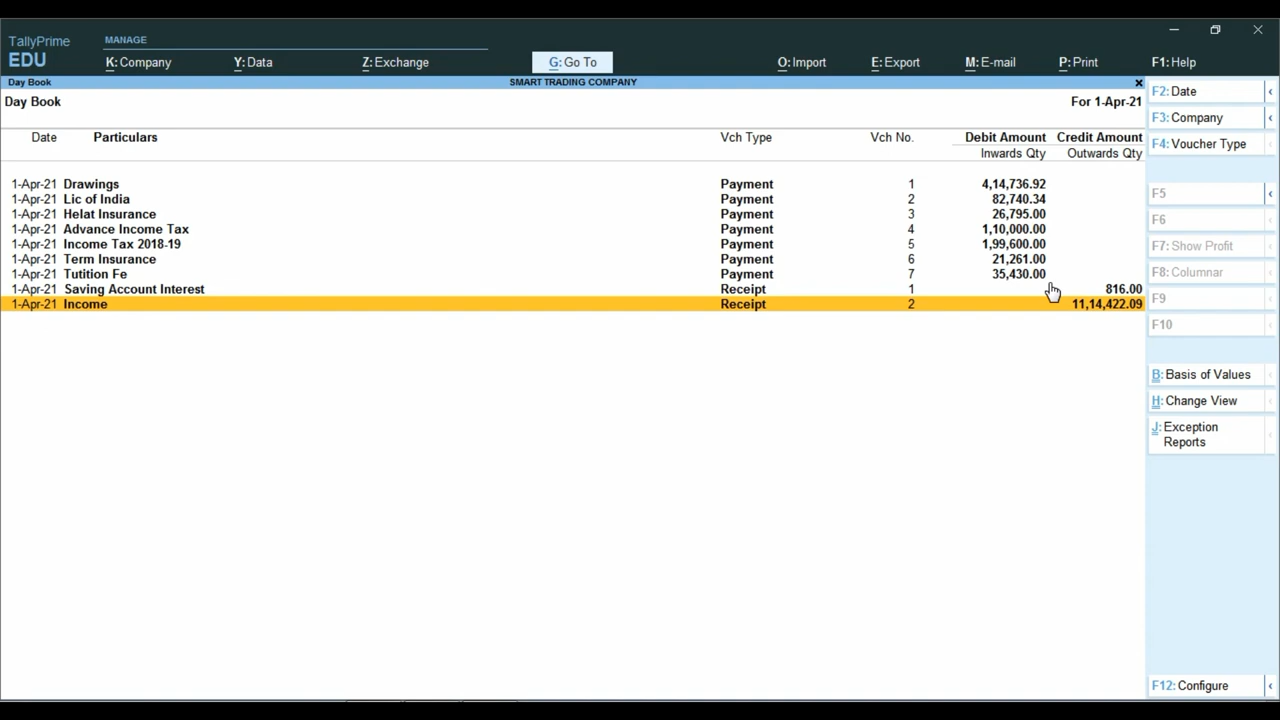 TallyPrime
EDU
MANAGE
K: Company Y: Data Z: Exchange G: Go To O: Import E: Export M: E-mail P: Print F1: Help
Day Book SMART TRADING COMPANY
Day Book For 1-Apr-21
Date Particulars Vch Type Vch No. Debit Amount Credit Amount
Inwards Qty Outwards Qty
1-Apr-21 Drawings Payment 1 4,14,736.92
1-Apr-21 Lic of India Payment 2 82,740.34
1-Apr-21 Helat Insurance Payment 3 26,795.00
1-Apr-21 Advance Income Tax Payment 4 1,10,000.00
1-Apr-21 Income Tax 2018-19 Payment 5 1,99,600.00
1-Apr-21 Term Insurance Payment 6 21,261.00
1-Apr-21 Tutition Fe Payment 7 35,430.00
1-Apr-21 Saving Account Interest Receipt 1 816.00
1-Apr-21 Income Receipt 2 11,14,422.09
F2: Date
F3: Company
F4: Voucher Type
F5
F6
F7: Show Profit
F8: Columnar
F9
F10
B: Basis of Values
H: Change View
J: Exception
Reports
F12: Configure